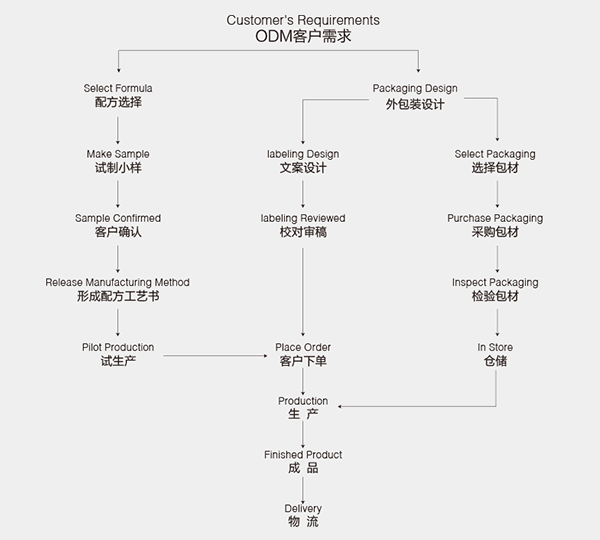 Customer's Requirements
ODM客户需求
Select Formula
配方选择
Packaging Design
外包装设计
Make Sample
试制小样
labeling Design
文案设计
Select Packaging
选择包材
Sample Confirmed
客户确认
labeling Reviewed
校对审稿
Purchase Packaging
采购包材
Release Manufacturing Method
形成配方工艺书
Inspect Packaging
检验包材
Pilot Production
试生产
Place Order
客户下单
In Store
仓储
Production
生 产
Finished Product
成 品
Delivery
物 流